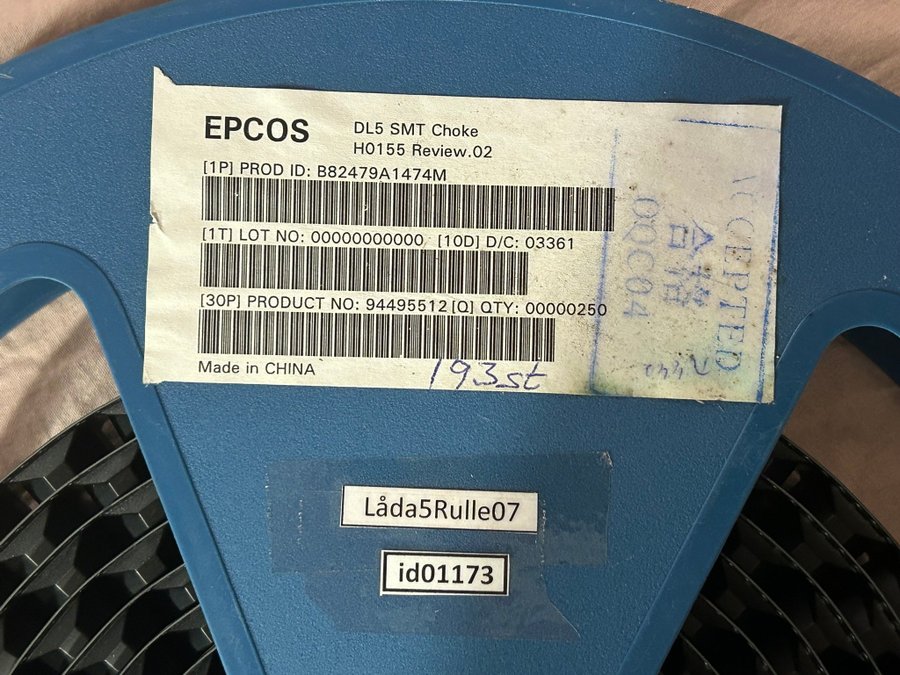 EPCOS
DL5 SMT Choke
H0155 Review.02
[1P] PROD ID: B82479A1474M
[1T] LOT NO: 00000000000 [10D] D/C: 03361
[30P] PRODUCT NO: 94495512 [Q] QTY: 00000250
Made in CHINA
193st
ACCEPTED
合格
OQC04
Låda5Rulle07
id01173